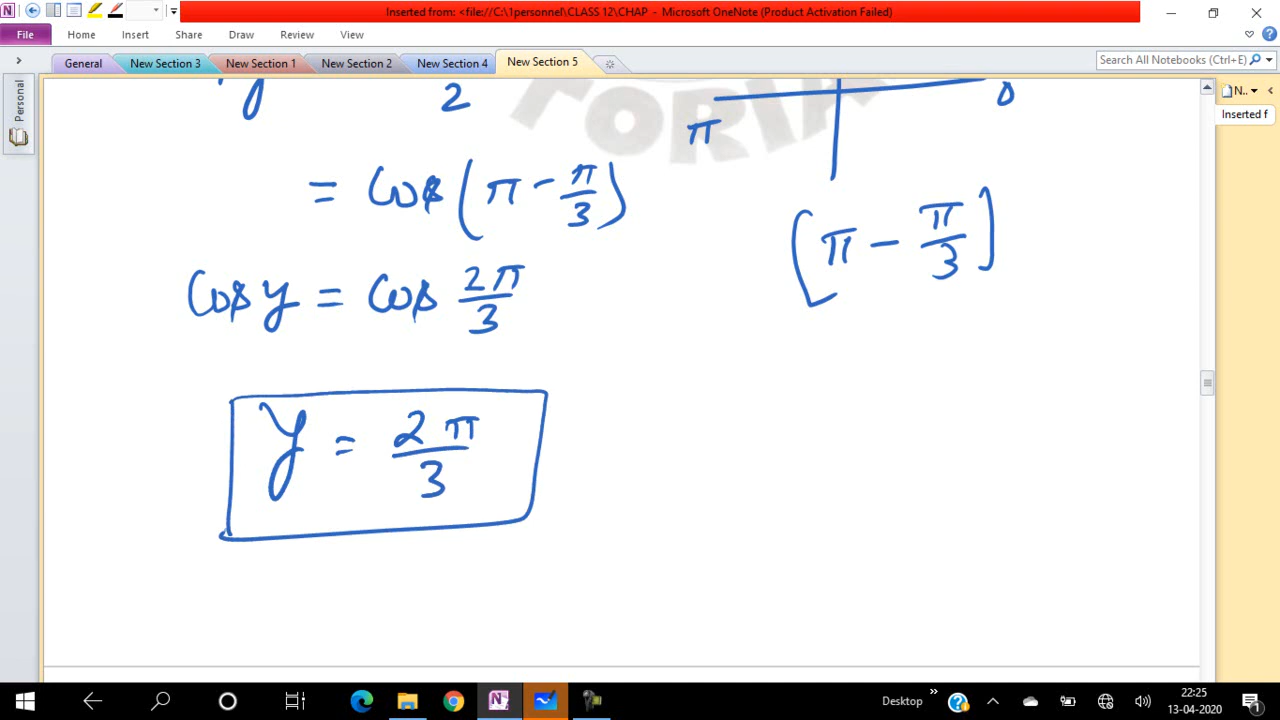 Inserted from: <file://C:\1personnel\CLASS 12\CHAP - Microsoft OneNote (Product Activation Failed)
File Home Insert Share Draw Review View
General New Section 3 New Section 1 New Section 2 New Section 4 New Section 5 Search All Notebooks (Ctrl+E)
Personal
N..
Inserted f
y 2 0
TORIA
π
= cos(π - π/3)
[π - π/3]
cos y = cos 2π/3
y = 2π/3
Desktop
22:25
13-04-2020
1